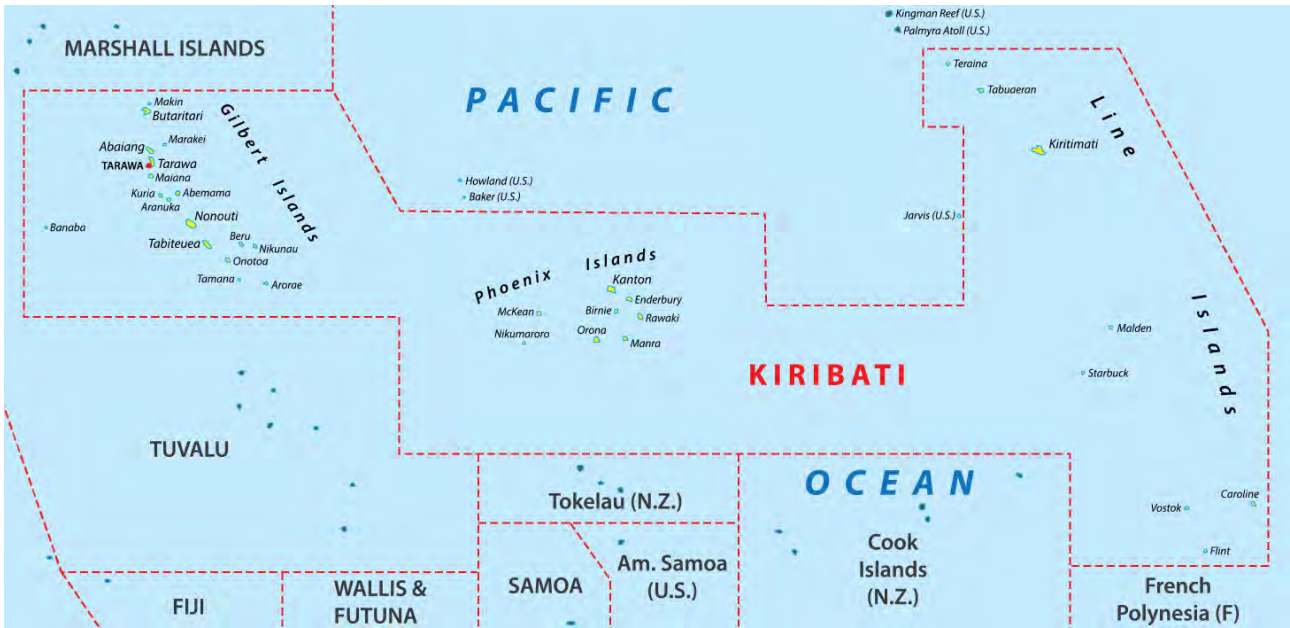 Kingman Reef (U.S.)
Palmyra Atoll (U.S.)
MARSHALL ISLANDS
Teraina
PACIFIC
Tabuaeran
Line
Makin
Butaritari
Gilbert Islands
Marakei
Abaiang
TARAWA
Tarawa
Kiritimati
Maiana
Howland (U.S.)
Kuria
Abemama
Baker (U.S.)
Aranuka
Nonouti
Jarvis (U.S.)
Banaba
Beru
Tabiteuea
Nikunau
Onotoa
Phoenix Islands
Tamana
Arorae
Kanton
Enderbury
McKean
Birnie
Rawaki
Islands
Nikumaroro
Orona
Manra
Malden
KIRIBATI
Starbuck
TUVALU
OCEAN
Tokelau (N.Z.)
Caroline
Vostok
Cook
Islands
(N.Z.)
Flint
Am. Samoa
(U.S.)
SAMOA
WALLIS &
FUTUNA
FIJI
French
Polynesia (F)